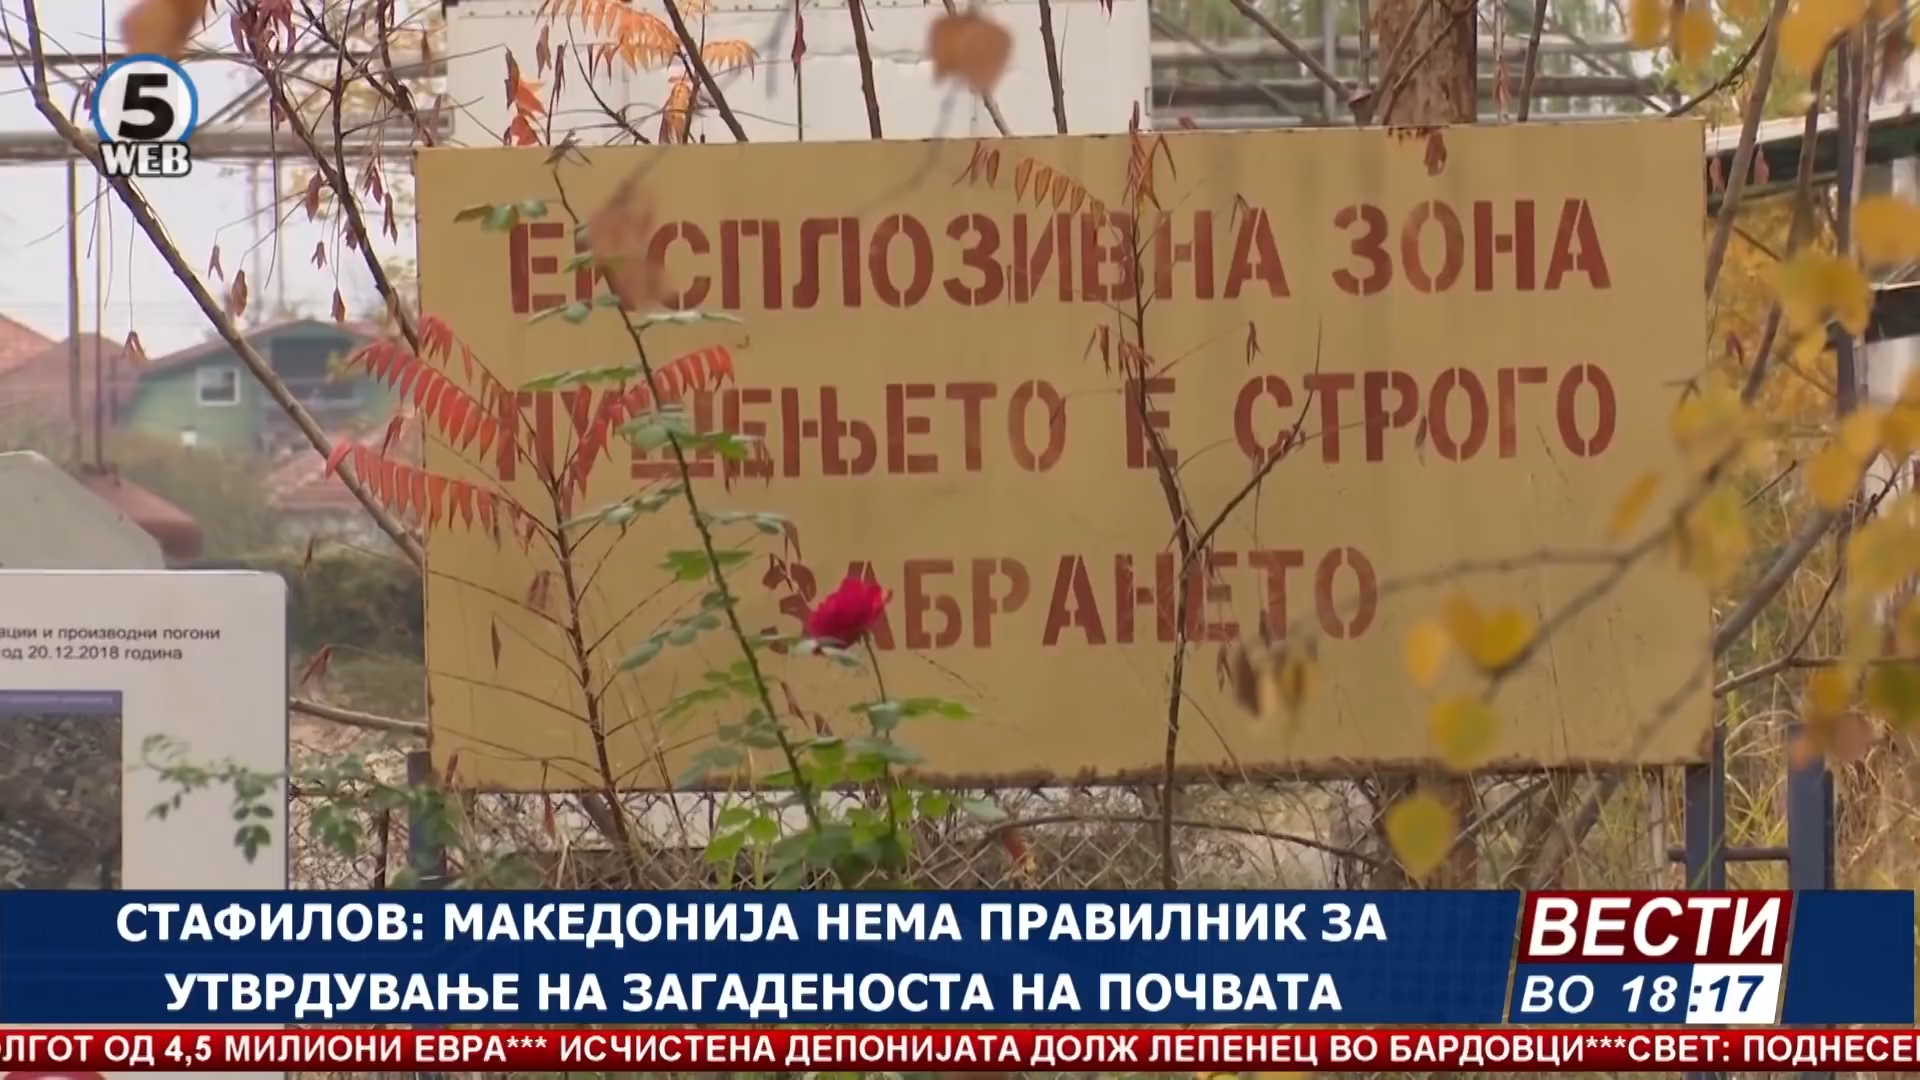 5
WEB
ЕКСПЛОЗИВНА ЗОНА
ПУШЕЊЕТО Е СТРОГО
ЗАБРАНЕТО
ации и производни погони
од 20.12.2018 година
СТАФИЛОВ: МАКЕДОНИЈА НЕМА ПРАВИЛНИК ЗА
УТВРДУВАЊЕ НА ЗАГАДЕНОСТА НА ПОЧВАТА
ВЕСТИ
ВО 18:17
ОЛГОТ ОД 4,5 МИЛИОНИ ЕВРА*** ИСЧИСТЕНА ДЕПОНИЈАТА ДОЛЖ ЛЕПЕНЕЦ ВО БАРДОВЦИ***СВЕТ: ПОДНЕСЕ